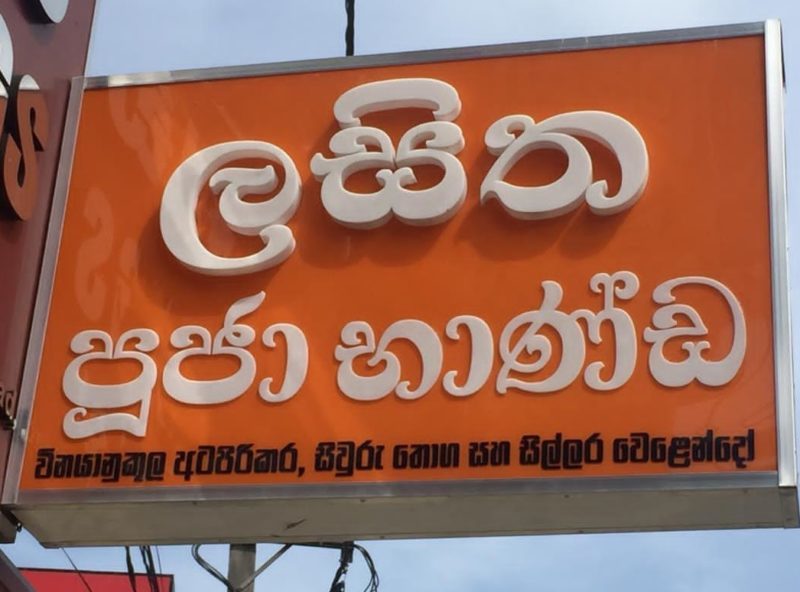 ලසිත
පූජා භාණ්ඩ
විනයානුකූල අටපිරිකර, සිවුරු තොග සහ සිල්ලර වෙළෙන්දෝ